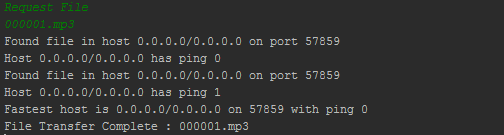 Request File
000001.mp3
Found file in host 0.0.0.0/0.0.0.0 on port 57859
Host 0.0.0.0/0.0.0.0 has ping 0
Found file in host 0.0.0.0/0.0.0.0 on port 57859
Host 0.0.0.0/0.0.0.0 has ping 1
Fastest host is 0.0.0.0/0.0.0.0 on 57859 with ping 0
File Transfer Complete : 000001.mp3